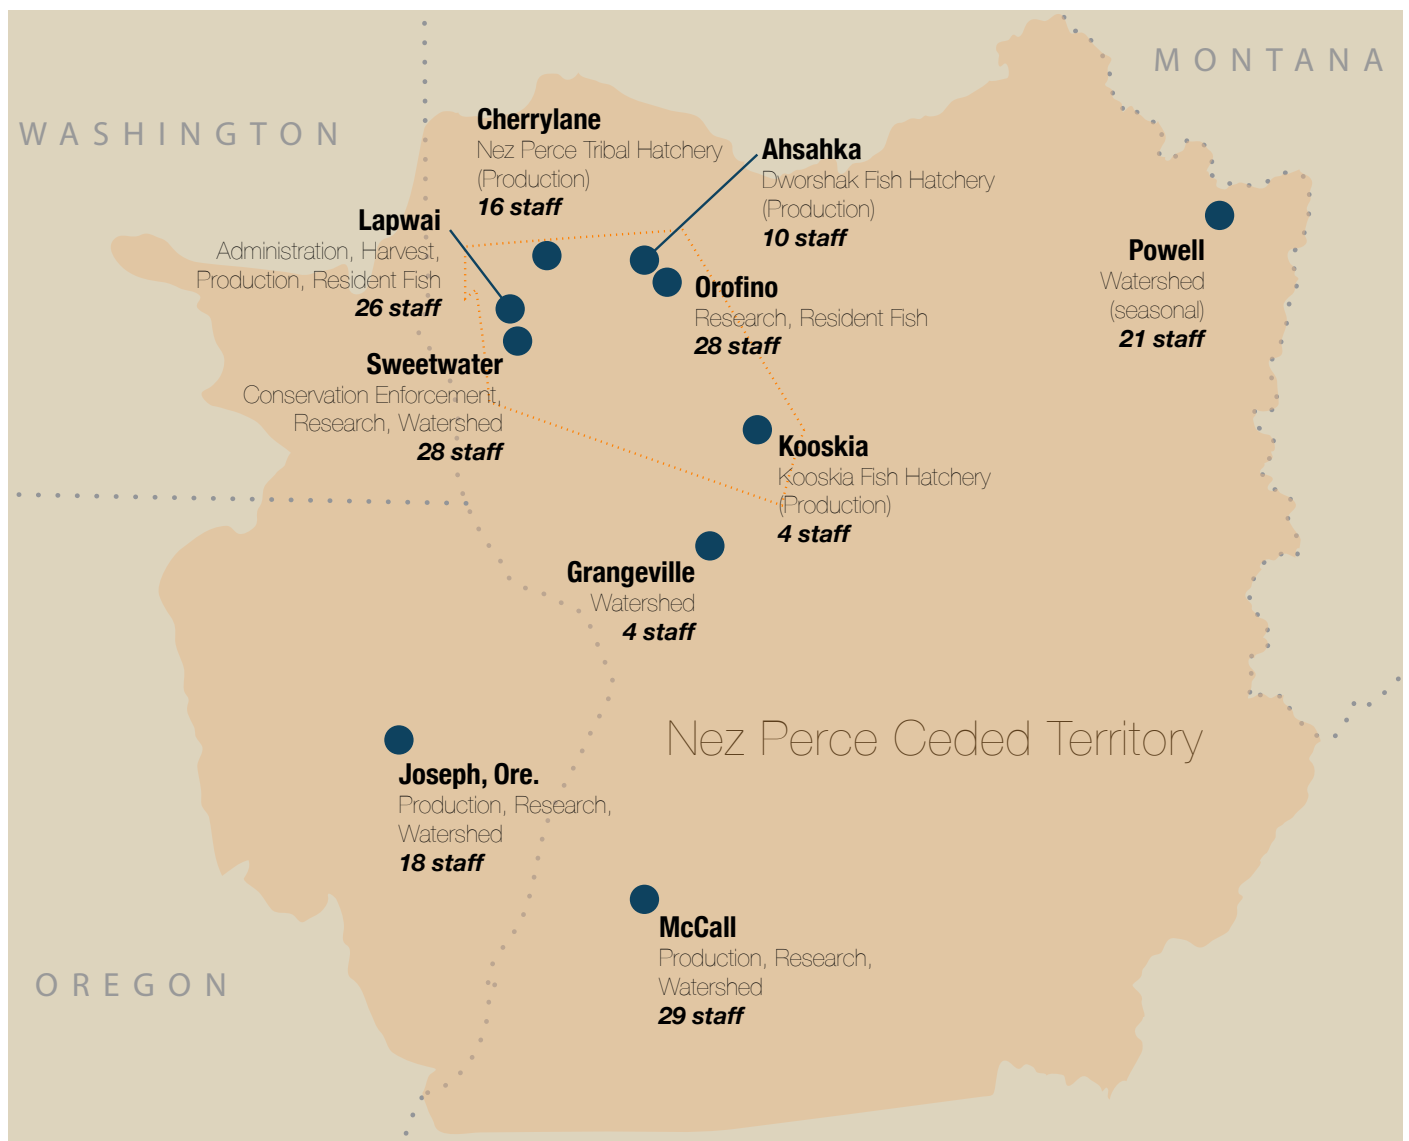 MONTANA
WASHINGTON
Cherrylane
Nez Perce Tribal Hatchery
(Production)
16 staff
Ahsahka
Dworshak Fish Hatchery
(Production)
10 staff
Lapwai
Administration, Harvest,
Production, Resident Fish
26 staff
Powell
Watershed
(seasonal)
21 staff
Orofino
Research, Resident Fish
28 staff
Sweetwater
Conservation Enforcement,
Research, Watershed
28 staff
Kooskia
Kooskia Fish Hatchery
(Production)
4 staff
Grangeville
Watershed
4 staff
Nez Perce Ceded Territory
Joseph, Ore.
Production, Research,
Watershed
18 staff
McCall
Production, Research,
Watershed
29 staff
OREGON